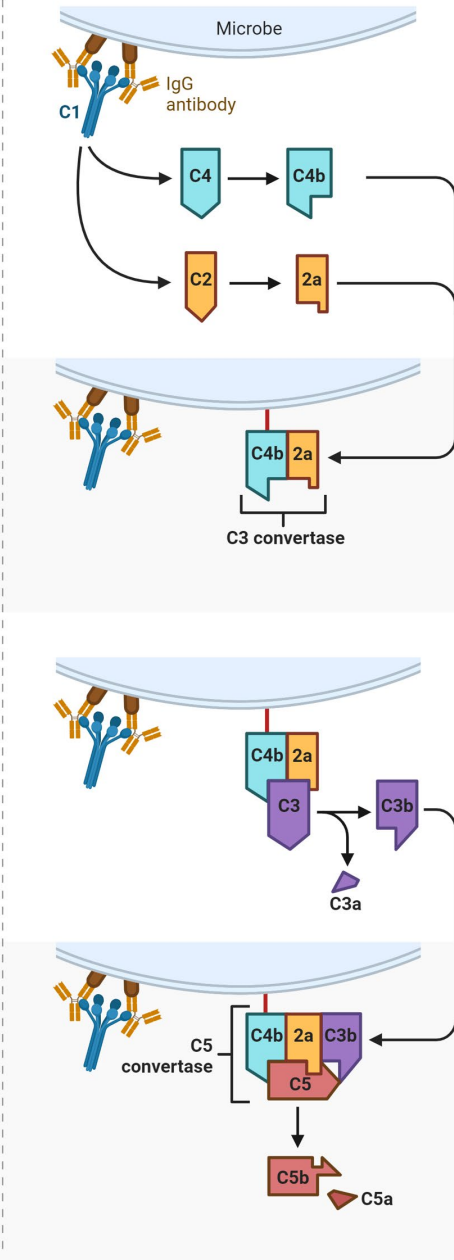 Microbe
IgG
antibody
C1
C4
C4b
C2
2a
C4b
2a
C3 convertase
C4b
2a
C3
C3b
C3a
C5
convertase
C4b
2a
C3b
C5
C5b
C5a